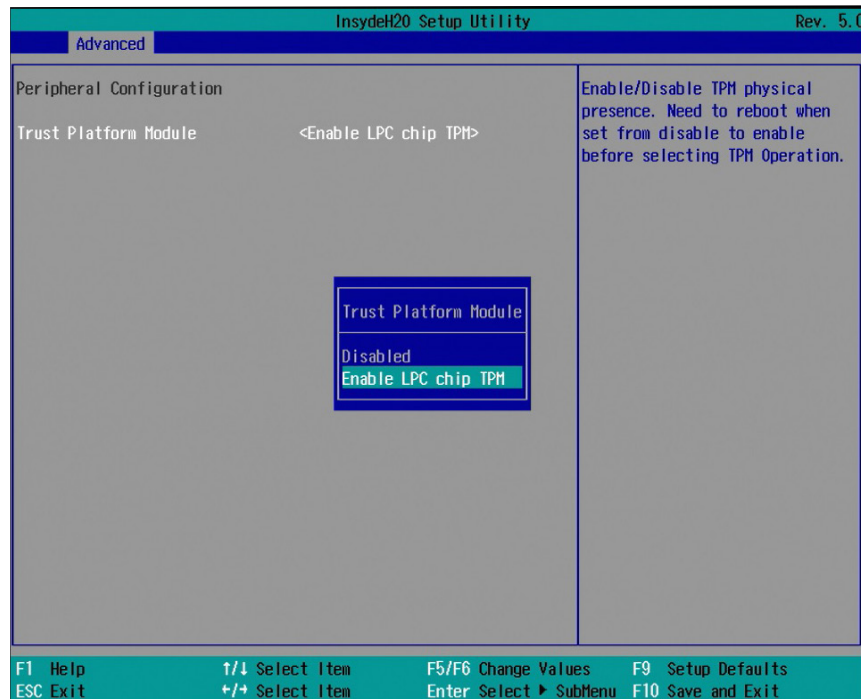 InsydeH20 Setup Utility Rev. 5.0
Advanced
Peripheral Configuration
Trust Platform Module <Enable LPC chip TPM>
Enable/Disable TPM physical
presence. Need to reboot when
set from disable to enable
before selecting TPM Operation.
Trust Platform Module
Disabled
Enable LPC chip TPM
F1 Help ↑/↓ Select Item F5/F6 Change Values F9 Setup Defaults
ESC Exit ←/→ Select Item Enter Select ► SubMenu F10 Save and Exit